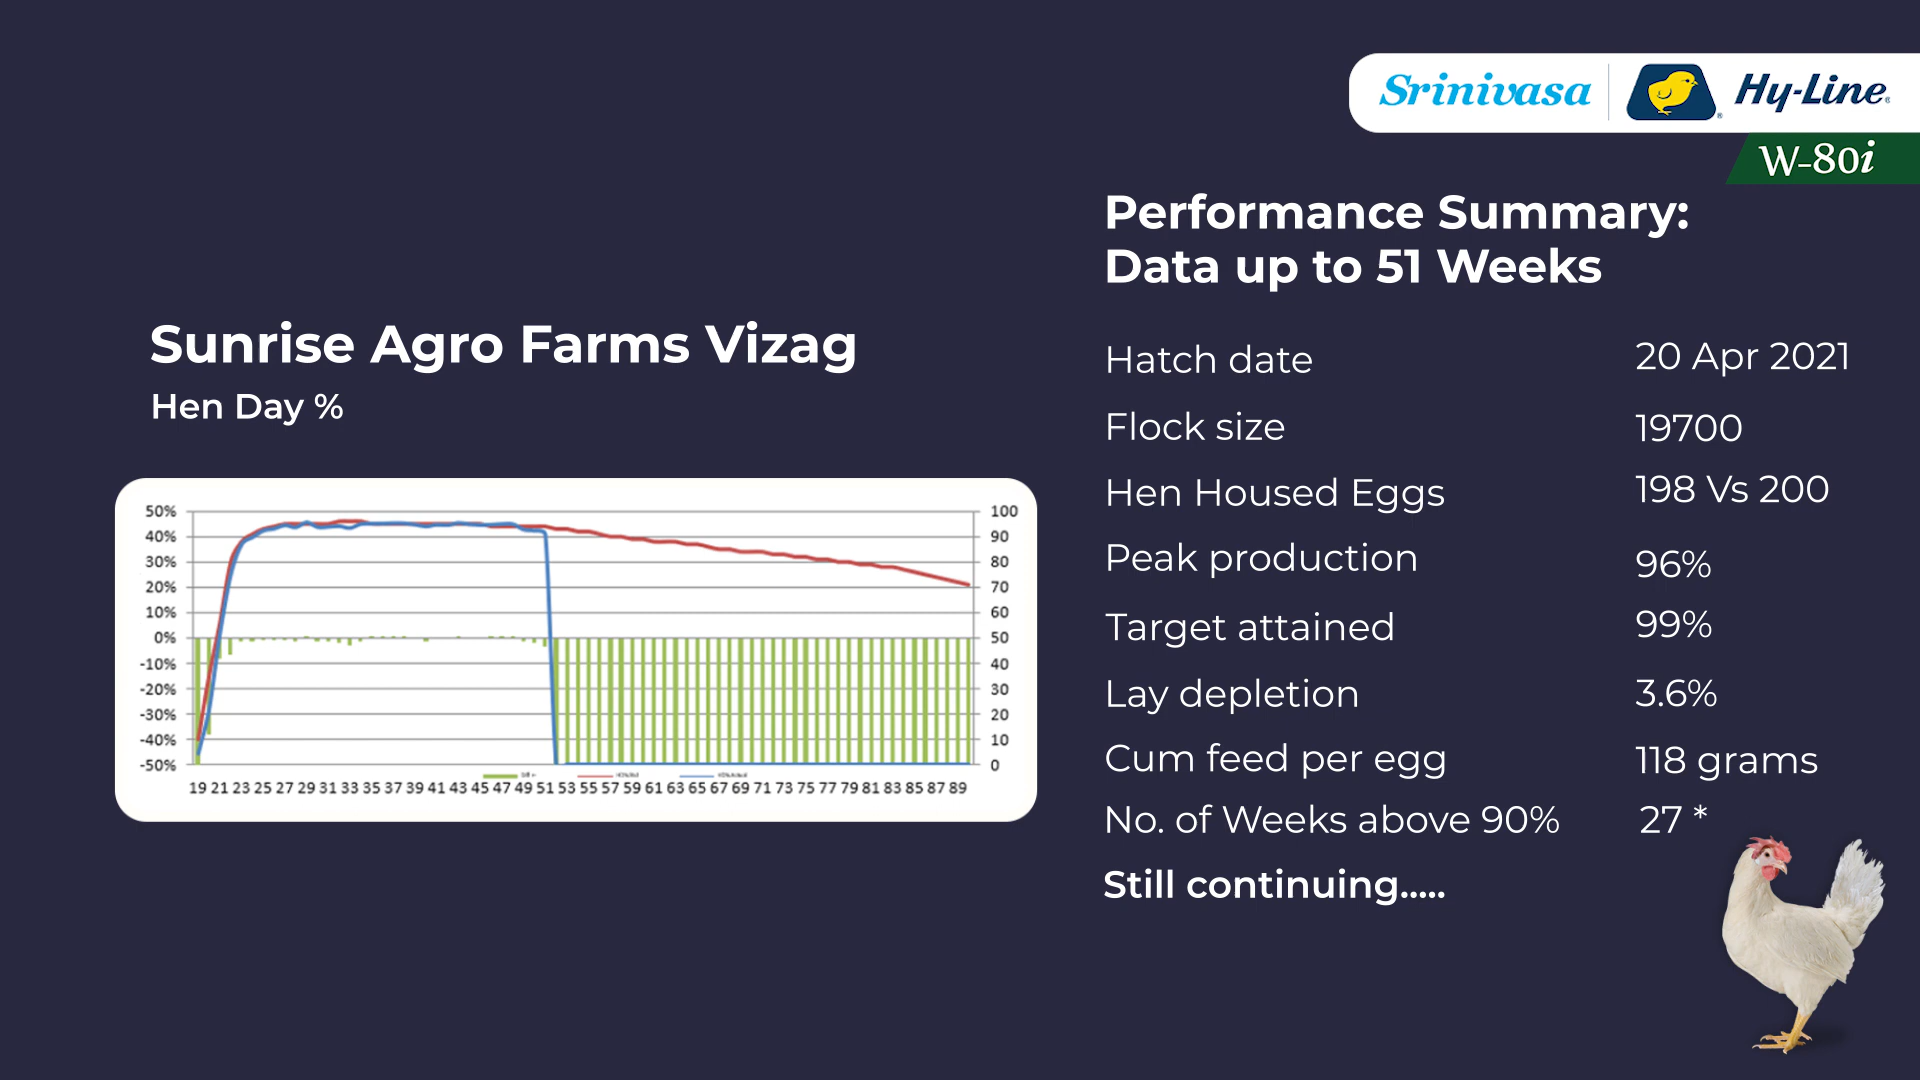 Srinivasa
Hy-Line
W-80i
Performance Summary:
Data up to 51 Weeks
Sunrise Agro Farms Vizag
Hen Day %
Hatch date 20 Apr 2021
Flock size 19700
Hen Housed Eggs 198 Vs 200
Peak production 96%
Target attained 99%
Lay depletion 3.6%
Cum feed per egg 118 grams
No. of Weeks above 90% 27 *
Still continuing.....
50% 100
40% 90
30% 80
20% 70
10% 60
0% 50
-10% 40
-20% 30
-30% 20
-40% 10
-50% 0
19 21 23 25 27 29 31 33 35 37 39 41 43 45 47 49 51 53 55 57 59 61 63 65 67 69 71 73 75 77 79 81 83 85 87 89